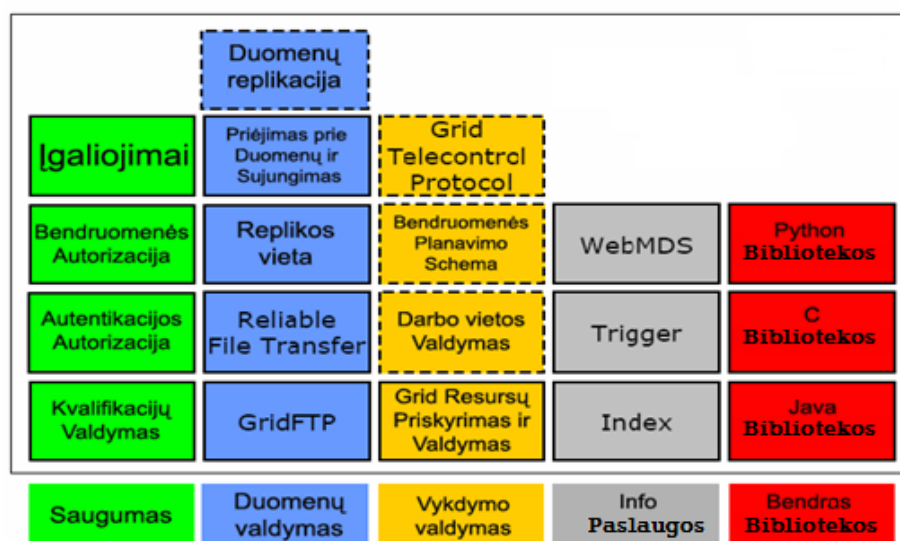 Duomenų
replikacija
Įgaliojimai
Priėjimas prie
Duomenų ir
Sujungimas
Grid
Telecontrol
Protocol
Bendruomenės
Autorizacija
Replikos
vieta
Bendruomenės
Planavimo
Schema
WebMDS
Python
Bibliotekos
Autentikacijos
Autorizacija
Reliable
File Transfer
Darbo vietos
Valdymas
Trigger
C
Bibliotekos
Kvalifikacijų
Valdymas
GridFTP
Grid Resursų
Priskyrimas ir
Valdymas
Index
Java
Bibliotekos
Saugumas
Duomenų
valdymas
Vykdymo
valdymas
Info
Paslaugos
Bendros
Bibliotekos